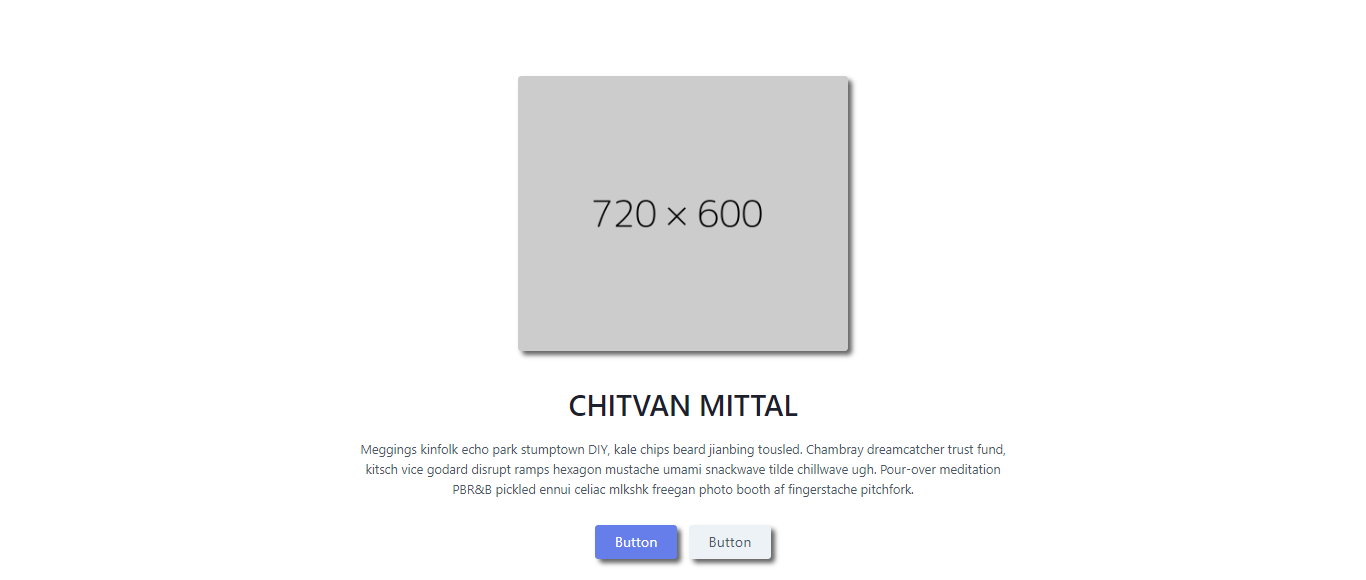 720 × 600
CHITVAN MITTAL
Meggings kinfolk echo park stumptown DIY, kale chips beard jianbing tousled. Chambray dreamcatcher trust fund,
kitsch vice godard disrupt ramps hexagon mustache umami snackwave tilde chillwave ugh. Pour-over meditation
PBR&B pickled ennui celiac mlkshk freegan photo booth af fingerstache pitchfork.
Button Button